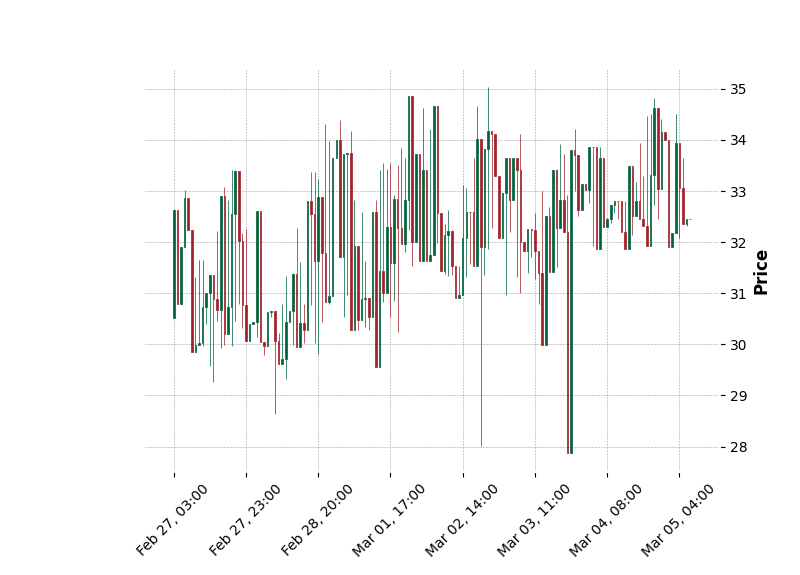 35
34
33
32
31
30
29
28
Price
Feb 27, 03:00
Feb 27, 23:00
Feb 28, 20:00
Mar 01, 17:00
Mar 02, 14:00
Mar 03, 11:00
Mar 04, 08:00
Mar 05, 04:00